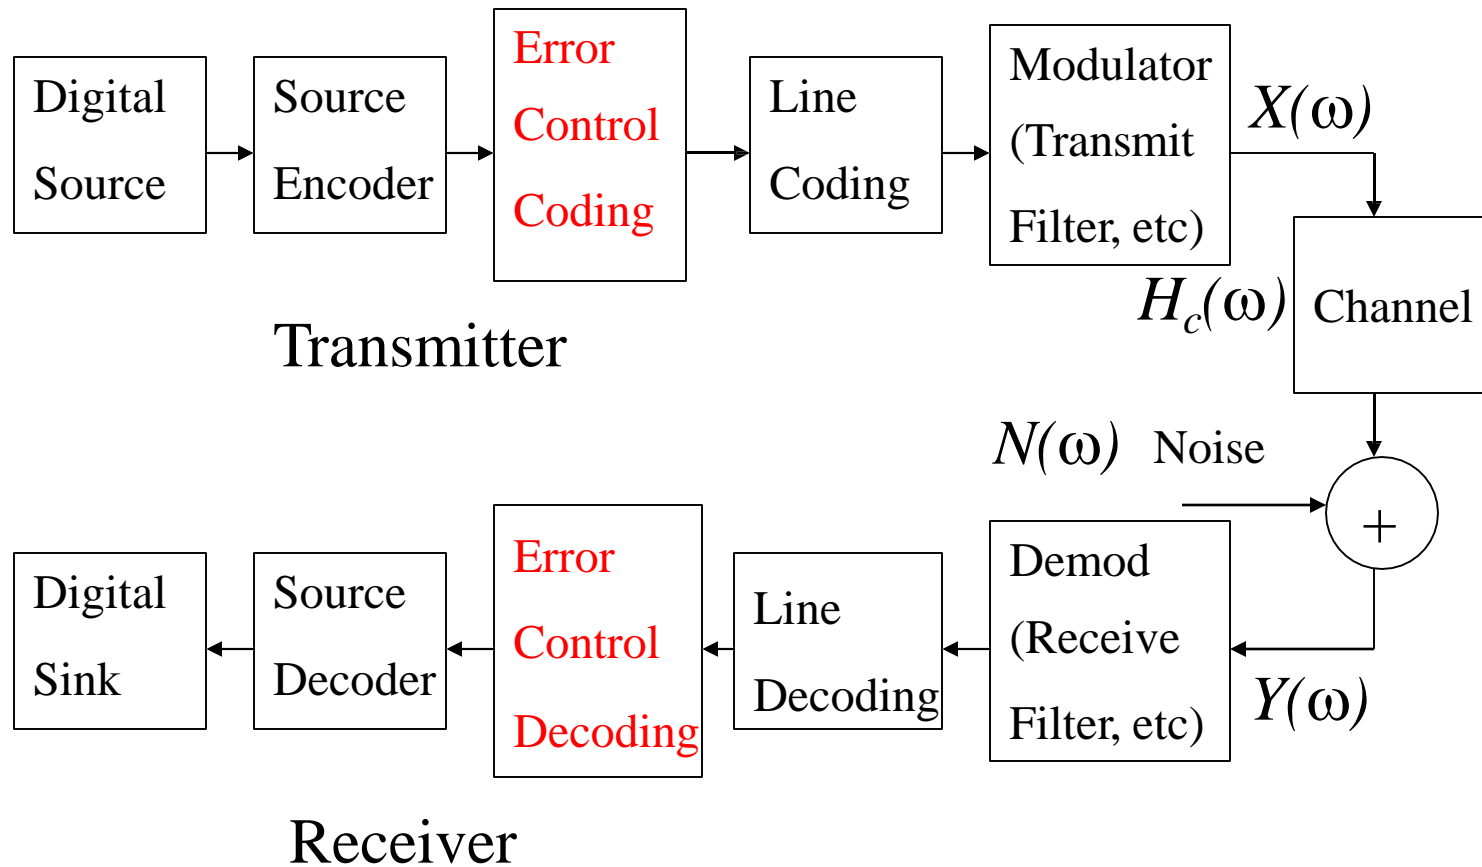 Digital
Source
Source
Encoder
Error
Control
Coding
Line
Coding
Modulator
(Transmit
Filter, etc)
X(ω)
Transmitter
H_c(ω)
Channel
N(ω) Noise
+
Digital
Sink
Source
Decoder
Error
Control
Decoding
Line
Decoding
Demod
(Receive
Filter, etc)
Y(ω)
Receiver